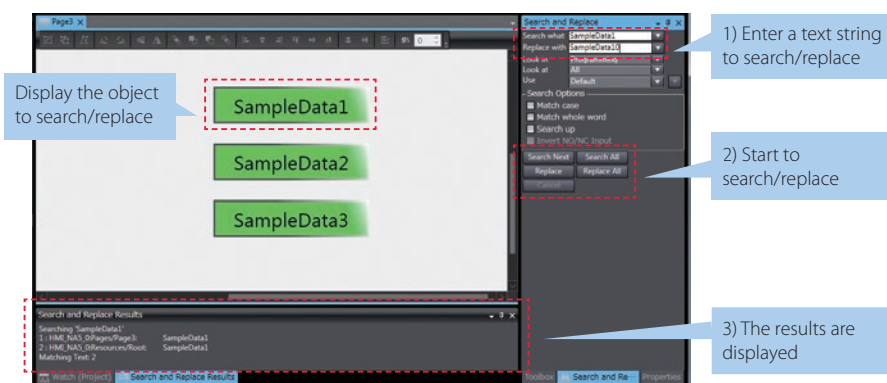 Page3 x
0
Display the object
to search/replace
SampleData1
SampleData2
SampleData3
Search and Replace
Search what SampleData1
Replace with SampleData10
Look in
Look at All
Use Default
Search Options
Match case
Match whole word
Search up
Invert NO/NC Input
Search Next Search All
Replace Replace All
Cancel
1) Enter a text string
to search/replace
2) Start to
search/replace
3) The results are
displayed
Search and Replace Results
Searching 'SampleData1'
1 : HMI_NA5_0\Pages/Page3: SampleData1
2 : HMI_NA5_0\Resources/Root: SampleData1
Matching Text: 2
Watch (Project) Search and Replace Results
Toolbox Search and Re... Properties